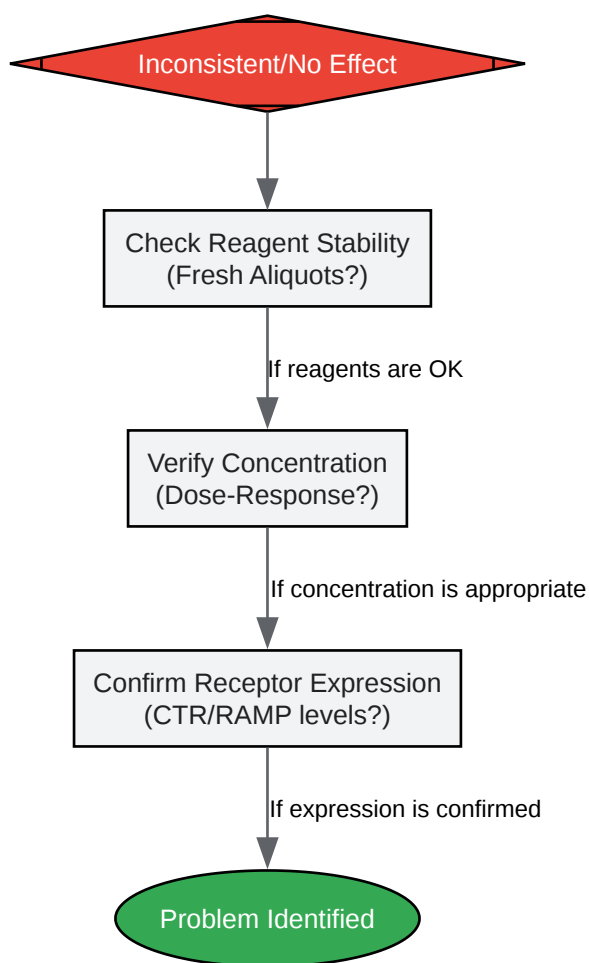 Inconsistent/No Effect
Check Reagent Stability
(Fresh Aliquots?)
If reagents are OK
Verify Concentration
(Dose-Response?)
If concentration is appropriate
Confirm Receptor Expression
(CTR/RAMP levels?)
If expression is confirmed
Problem Identified